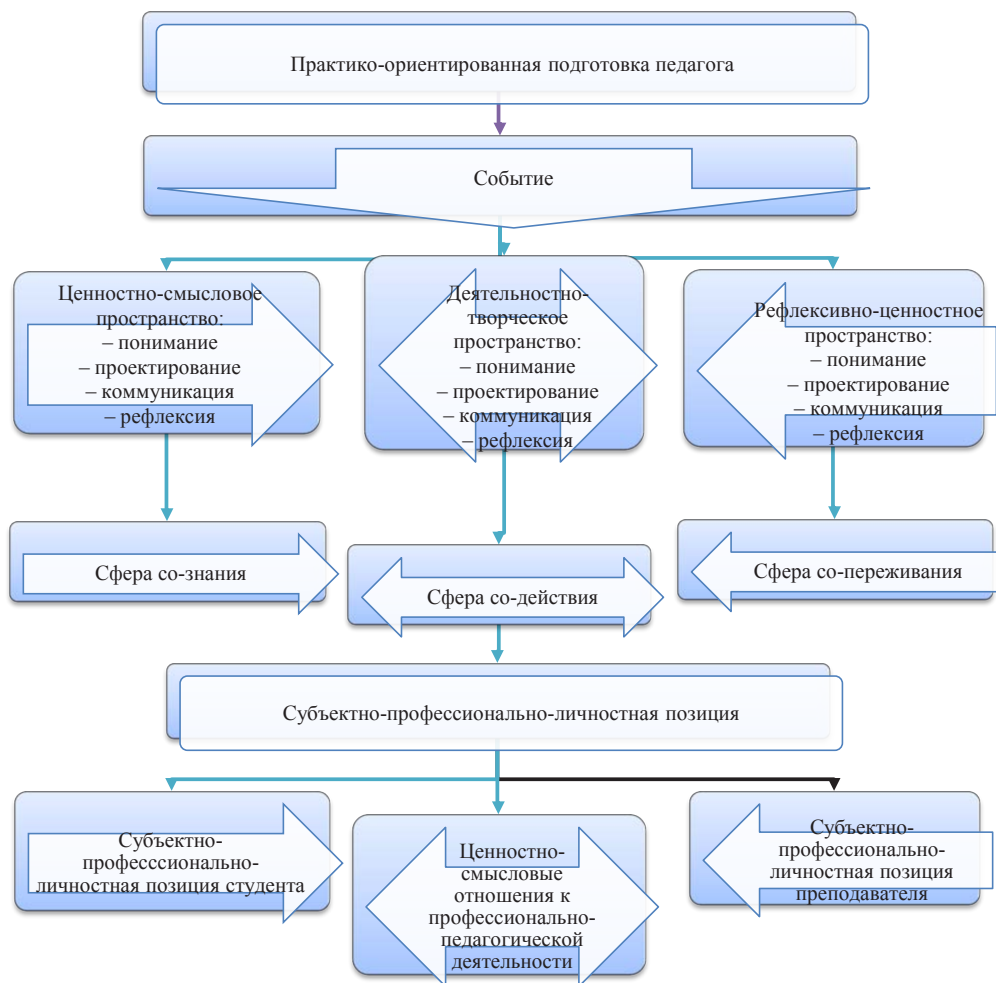 Практико-ориентированная подготовка педагога
Событие
Ценностно-смысловое
пространство:
– понимание
– проектирование
– коммуникация
– рефлексия
Деятельностно-
творческое
пространство:
– понимание
– проектирование
– коммуникация
– рефлексия
Рефлексивно-ценностное
пространство:
– понимание
– проектирование
– коммуникация
– рефлексия
Сфера со-знания
Сфера со-действия
Сфера со-переживания
Субъектно-профессионально-личностная позиция
Субъектно-
професссионально-
личностная позиция студента
Ценностно-
смысловые
отношения к
профессионально-
педагогической
деятельности
Субъектно-
профессионально-
личностная позиция
преподавателя